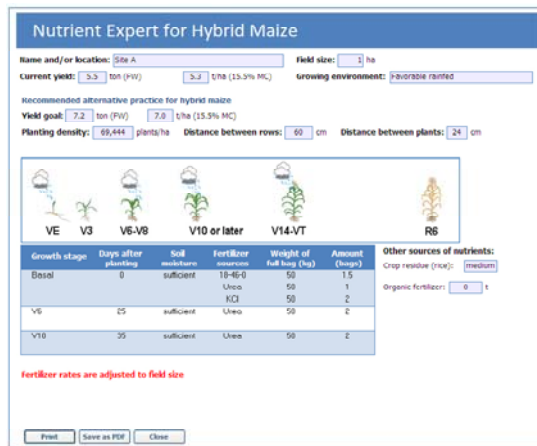 Nutrient Expert for Hybrid Maize
Name and/or location: Site A Field size: 1 ha
Current yield: 5.5 ton (FW) 5.3 t/ha (15.5% MC) Growing environment: Favorable rainfed
Recommended alternative practice for hybrid maize
Yield goal: 7.2 ton (FW) 7.0 t/ha (15.5% MC)
Planting density: 69,444 plants/ha Distance between rows: 60 cm Distance between plants: 24 cm
VE V3 V6-V8 V10 or later V14-VT R6
Growth stage Days after planting Soil moisture Fertilizer sources Weight of full bag (kg) Amount (bags)
Basal 0 sufficient 18-46-0 50 1.5
Urea 50 1
KCl 50 2
V6 25 sufficient Urea 50 2
V10 35 sufficient Urea 50 2
Other sources of nutrients:
Crop residue (rice): medium
Organic fertilizer: 0 t
Fertilizer rates are adjusted to field size
Print Save as PDF Close